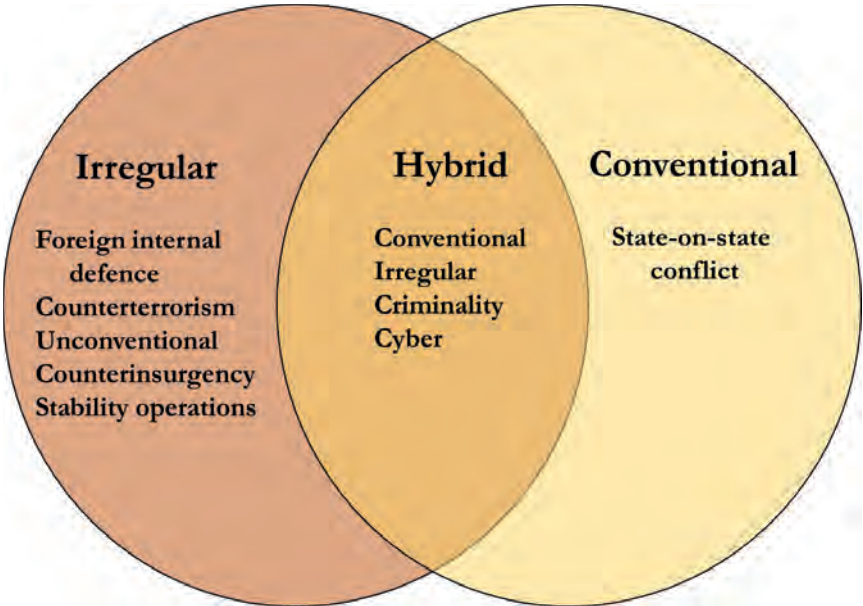 Irregular
Foreign internal
defence
Counterterrorism
Unconventional
Counterinsurgency
Stability operations
Hybrid
Conventional
Irregular
Criminality
Cyber
Conventional
State-on-state
conflict